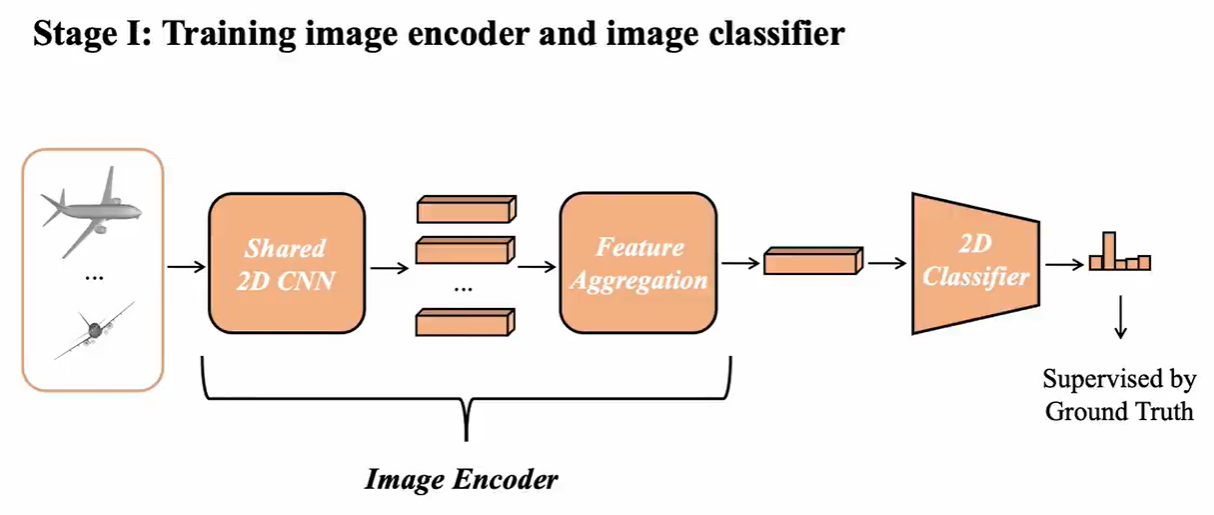 Stage I: Training image encoder and image classifier
...
Shared
2D CNN
...
Feature
Aggregation
2D
Classifier
Supervised by
Ground Truth
Image Encoder